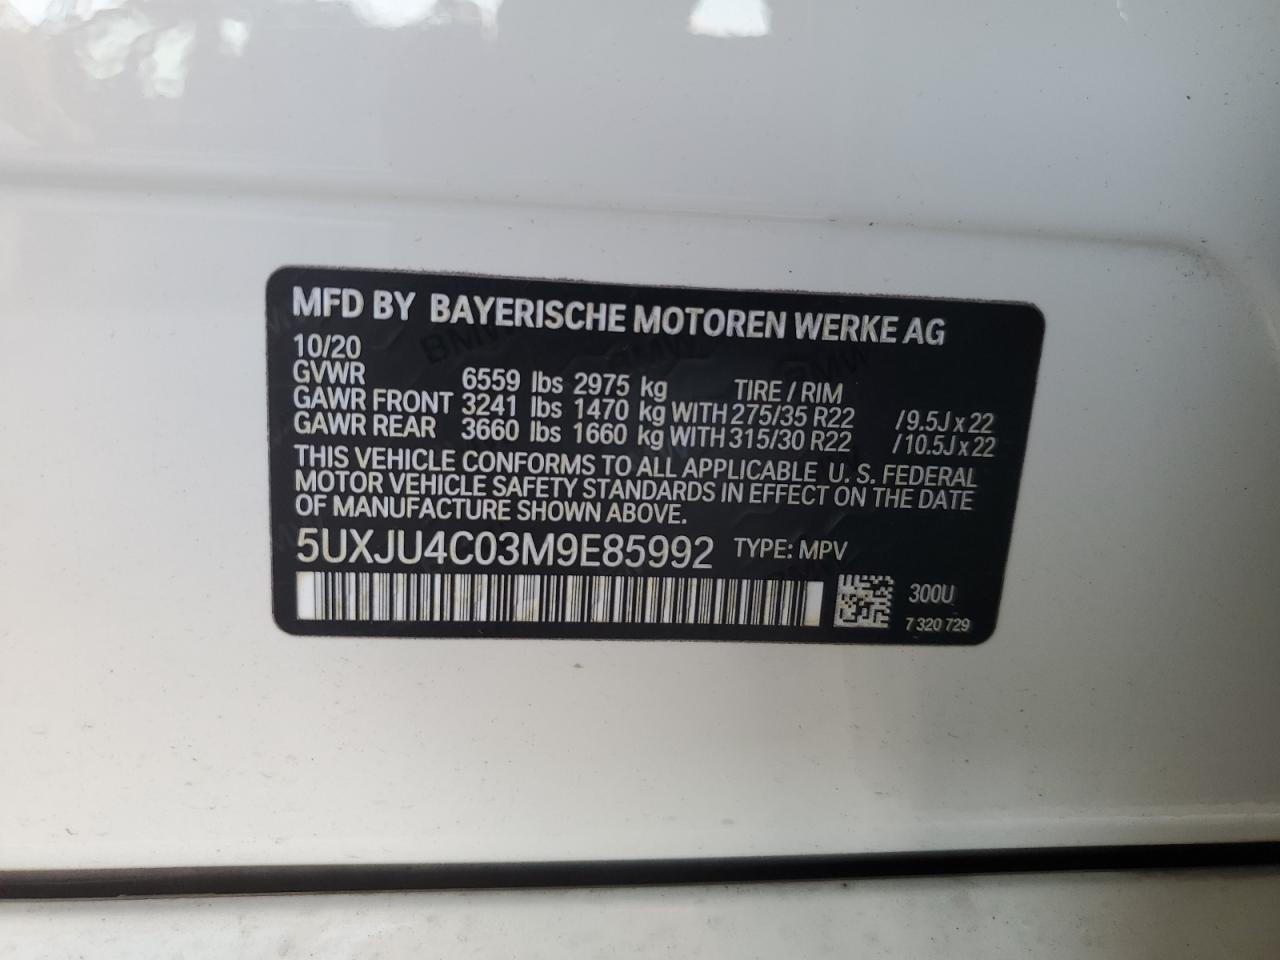 MFD BY BAYERISCHE MOTOREN WERKE AG
10/20
GVWR 6559 lbs 2975 kg TIRE / RIM
GAWR FRONT 3241 lbs 1470 kg WITH 275/35 R22 / 9.5J x 22
GAWR REAR 3660 lbs 1660 kg WITH 315/30 R22 / 10.5J x 22
THIS VEHICLE CONFORMS TO ALL APPLICABLE U. S. FEDERAL
MOTOR VEHICLE SAFETY STANDARDS IN EFFECT ON THE DATE
OF MANUFACTURE SHOWN ABOVE.
5UXJU4C03M9E85992 TYPE: MPV
300U
7 320 729